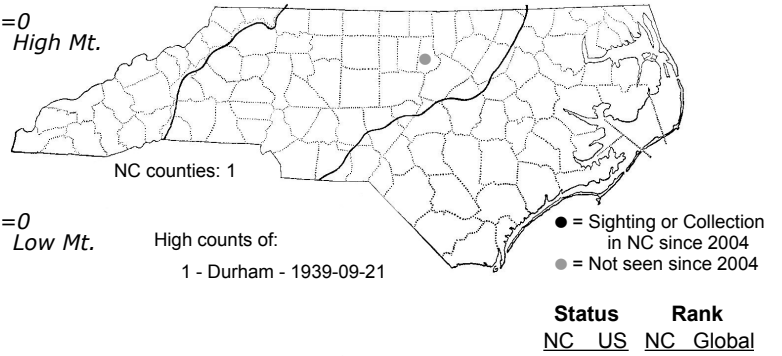 =0
High Mt.
NC counties: 1
=0
Low Mt.
High counts of:
1 - Durham - 1939-09-21
● = Sighting or Collection
in NC since 2004
● = Not seen since 2004
Status Rank
NC US NC Global